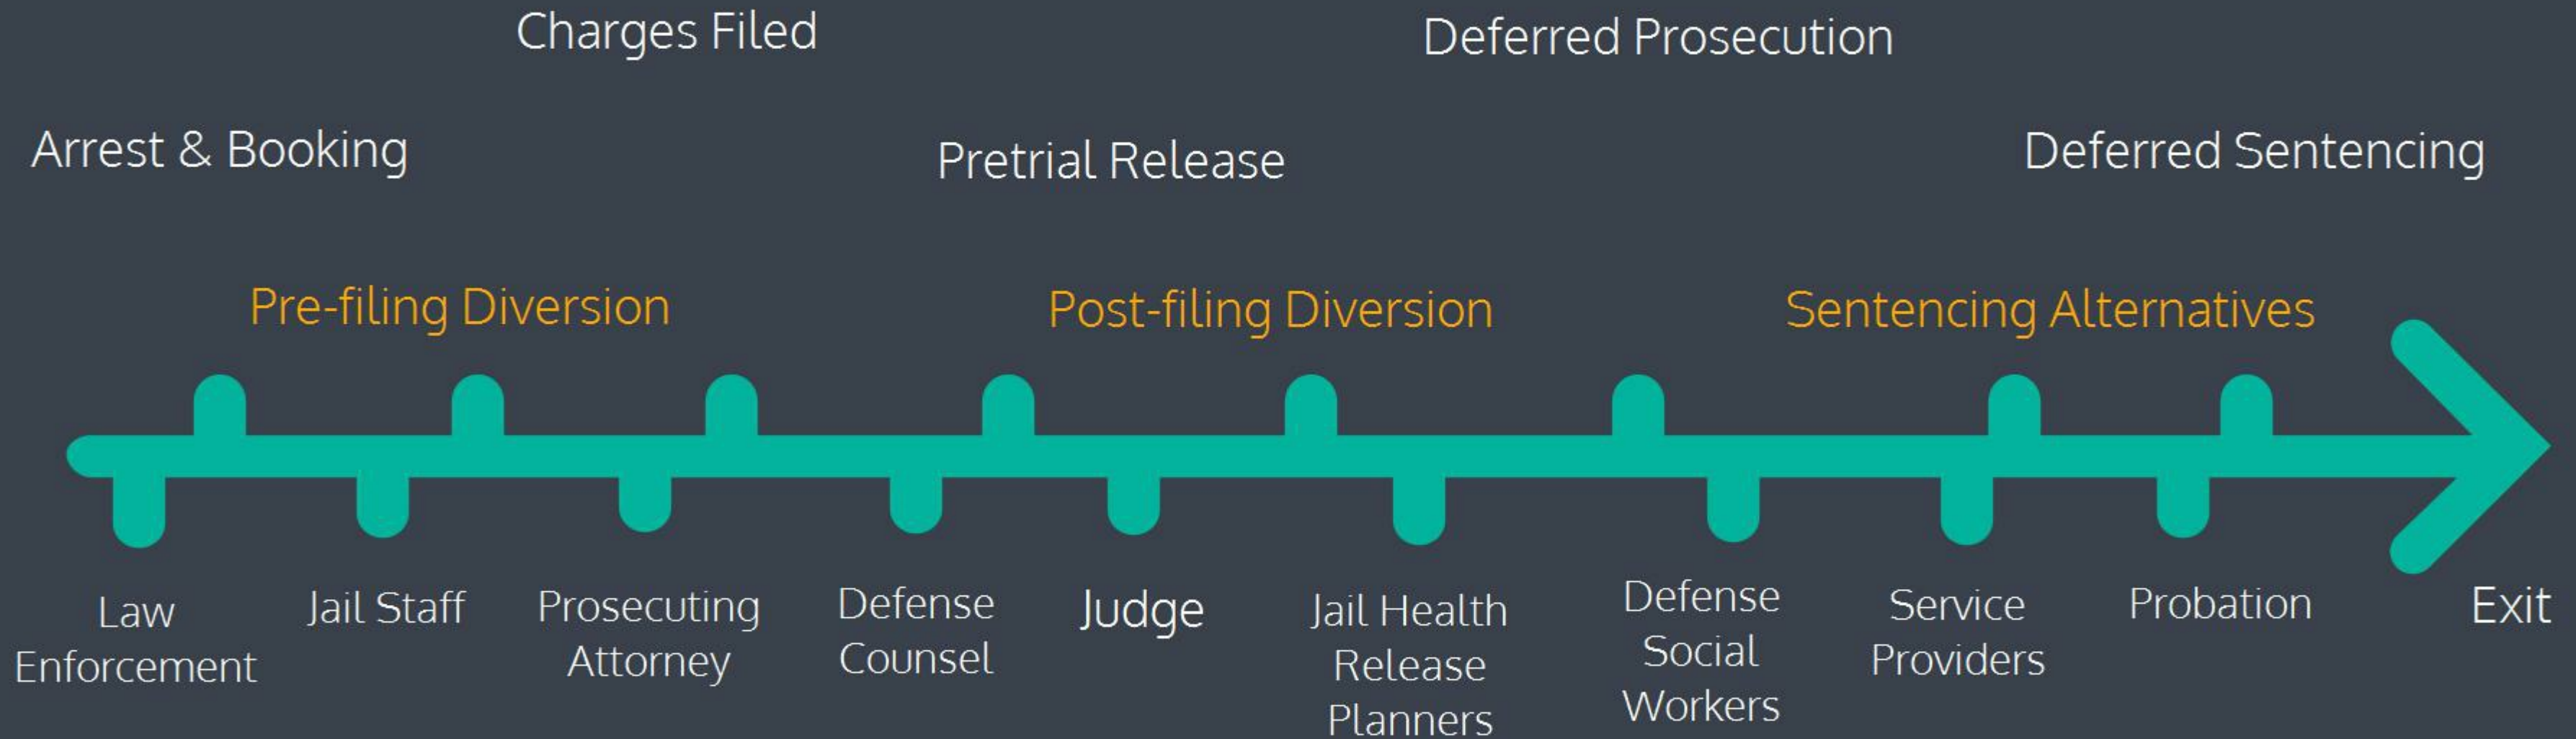 Charges Filed
Deferred Prosecution
Arrest & Booking
Pretrial Release
Deferred Sentencing
Pre-filing Diversion
Post-filing Diversion
Sentencing Alternatives
Law
Enforcement
Jail Staff
Prosecuting
Attorney
Defense
Counsel
Judge
Jail Health
Release
Planners
Defense
Social
Workers
Service
Providers
Probation
Exit